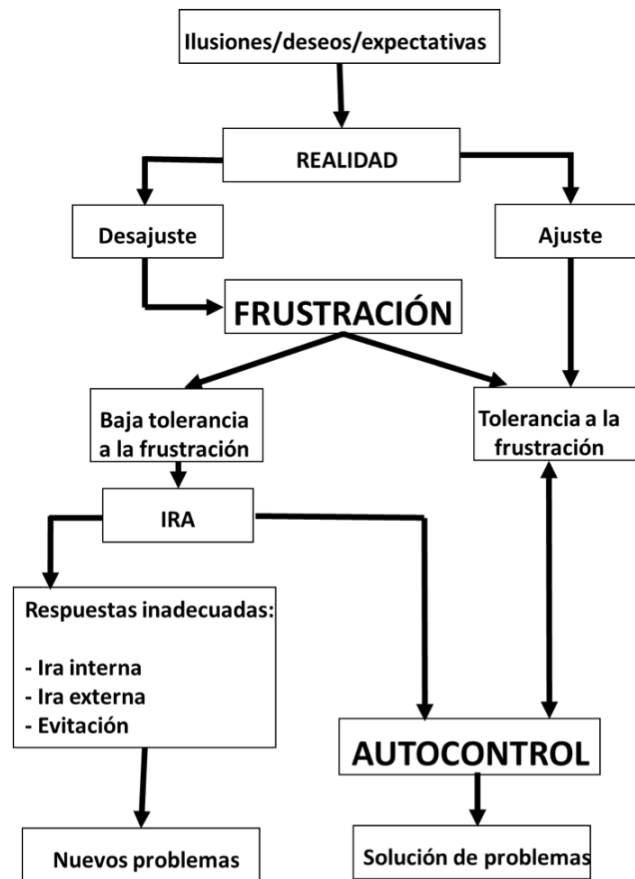 Ilusiones/deseos/expectativas
REALIDAD
Desajuste
Ajuste
FRUSTRACIÓN
Baja tolerancia
a la frustración
Tolerancia a la
frustración
IRA
Respuestas inadecuadas:
- Ira interna
- Ira externa
- Evitación
AUTOCONTROL
Nuevos problemas
Solución de problemas